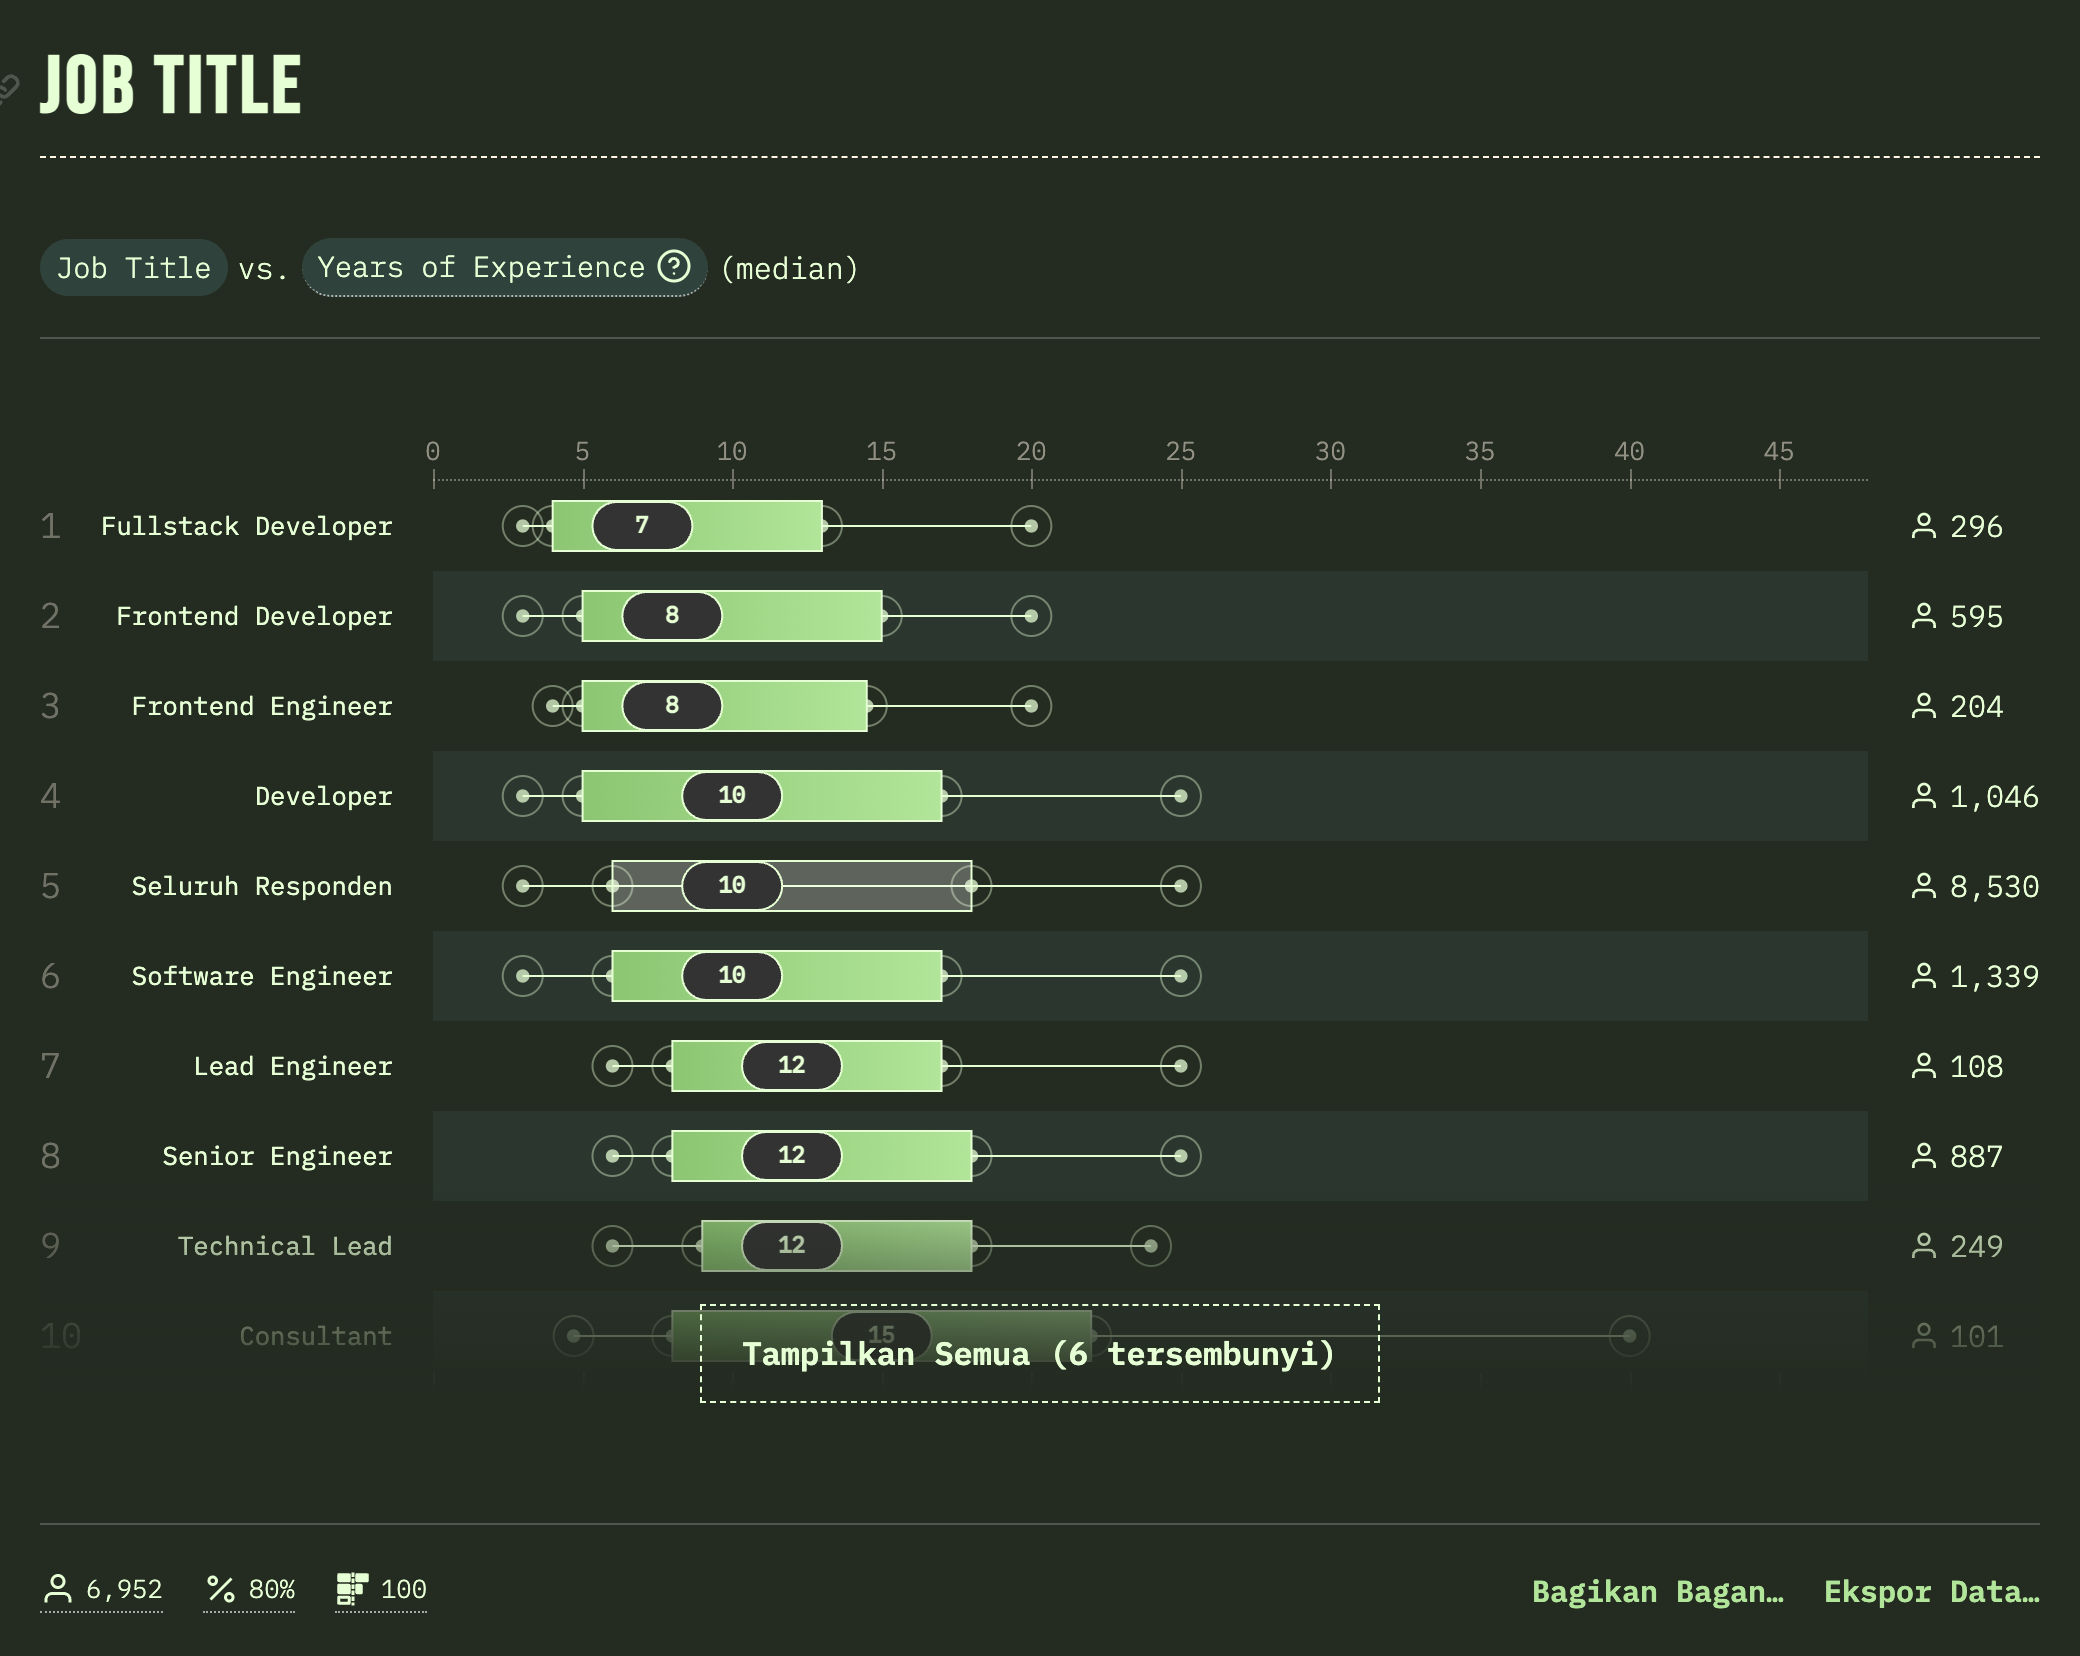 JOB TITLE
Job Title vs. Years of Experience (median)
0 5 10 15 20 25 30 35 40 45
1 Fullstack Developer 7 296
2 Frontend Developer 8 595
3 Frontend Engineer 8 204
4 Developer 10 1,046
5 Seluruh Responden 10 8,530
6 Software Engineer 10 1,339
7 Lead Engineer 12 108
8 Senior Engineer 12 887
9 Technical Lead 12 249
10 Consultant 15 101
Tampilkan Semua (6 tersembunyi)
6,952 80% 100 Bagikan Bagan… Ekspor Data…